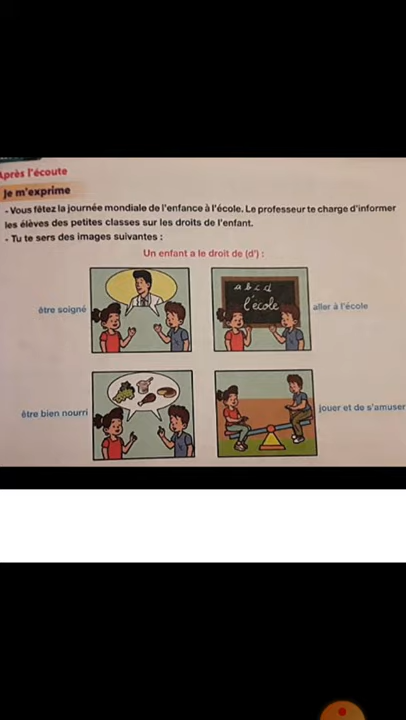 Après l'écoute
Je m'exprime
- Vous fêtez la journée mondiale de l'enfance à l'école. Le professeur te charge d'informer
les élèves des petites classes sur les droits de l'enfant.
- Tu te sers des images suivantes :
Un enfant a le droit de (d') :
être soigné
a b c d
l'école
aller à l'école
être bien nourri
jouer et de s'amuser